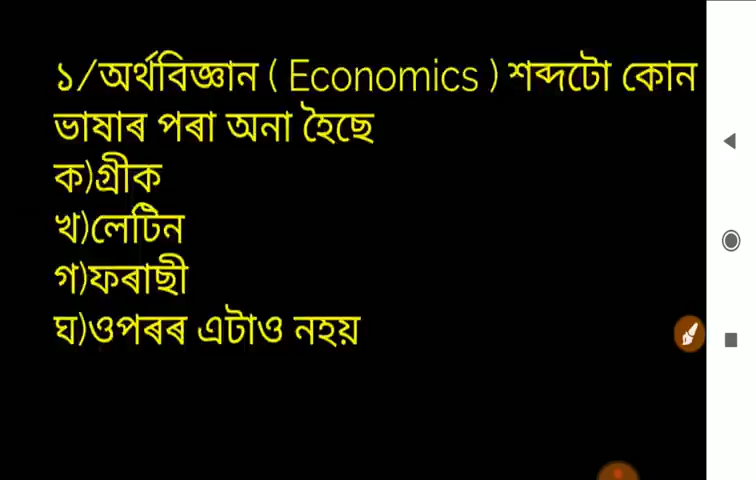 ১/অৰ্থবিজ্ঞান ( Economics ) শব্দটো কোন
ভাষাৰ পৰা অনা হৈছে
ক)গ্ৰীক
খ)লেটিন
গ)ফৰাছী
ঘ)ওপৰৰ এটাও নহয়